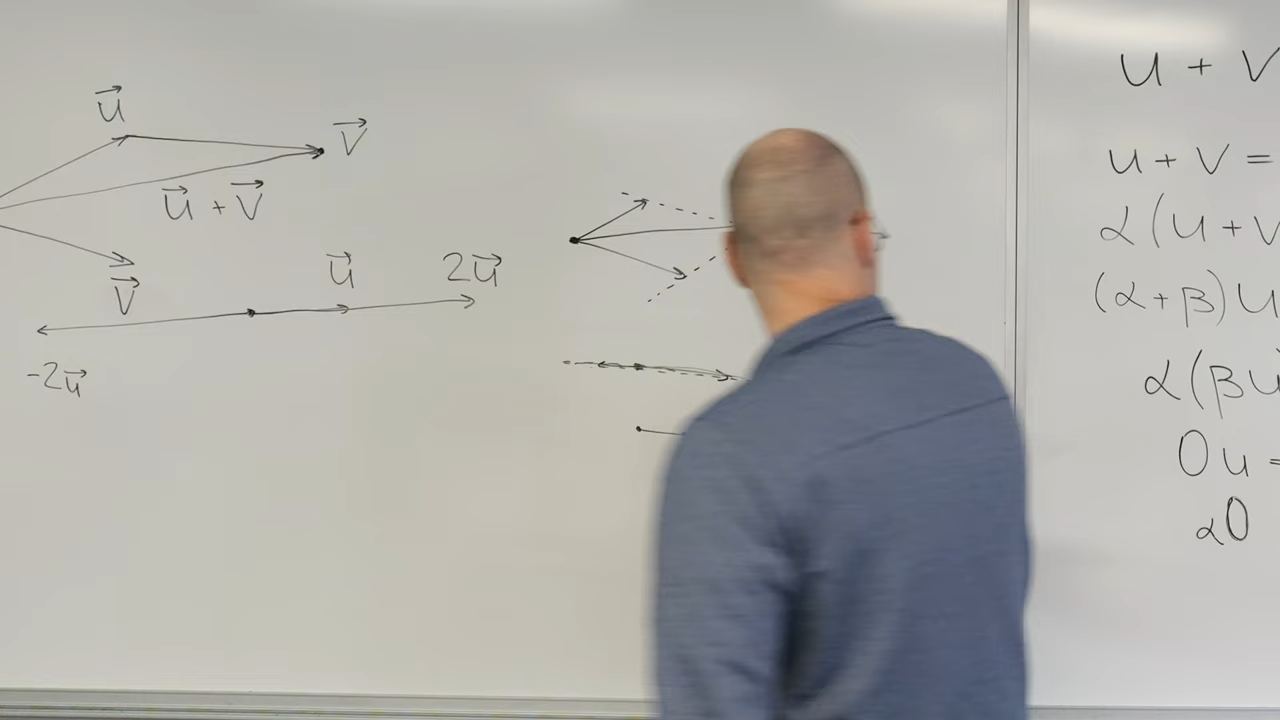 u⃗
v⃗
u⃗ + v⃗
v⃗
u⃗
2u⃗
-2u⃗
u + v
u + v =
α(u + v
(α + β)u
α(βu
0u =
α0